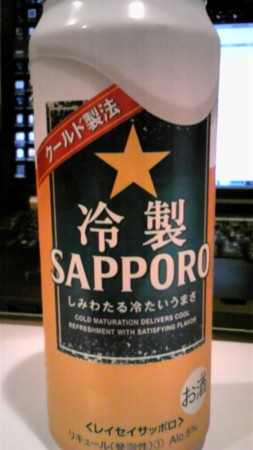 クールド製法
冷製
SAPPORO
しみわたる冷たいうまさ
COLD MATURATION DELIVERS COOL
REFRESHMENT WITH SATISFYING FLAVOR
お酒
<レイセイサッポロ>
リキュール(発泡性)① Alc.5%